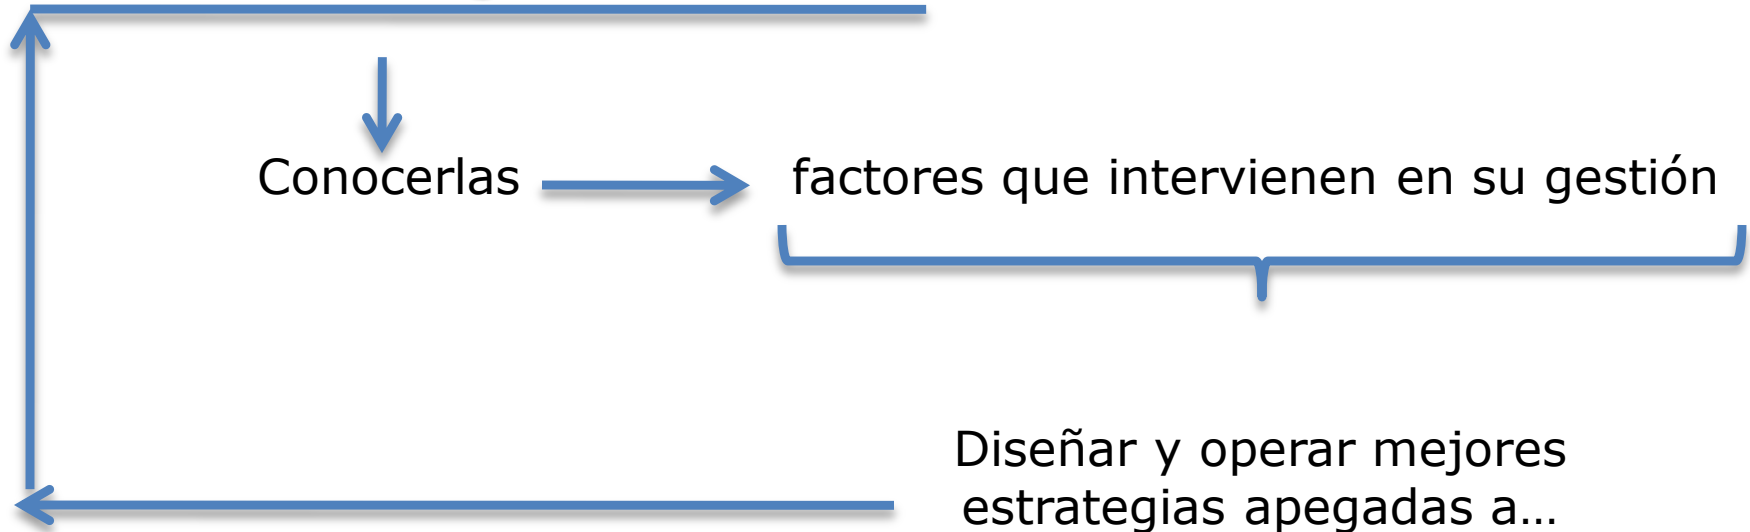 Conocerlas
factores que intervienen en su gestión
Diseñar y operar mejores
estrategias apegadas a...